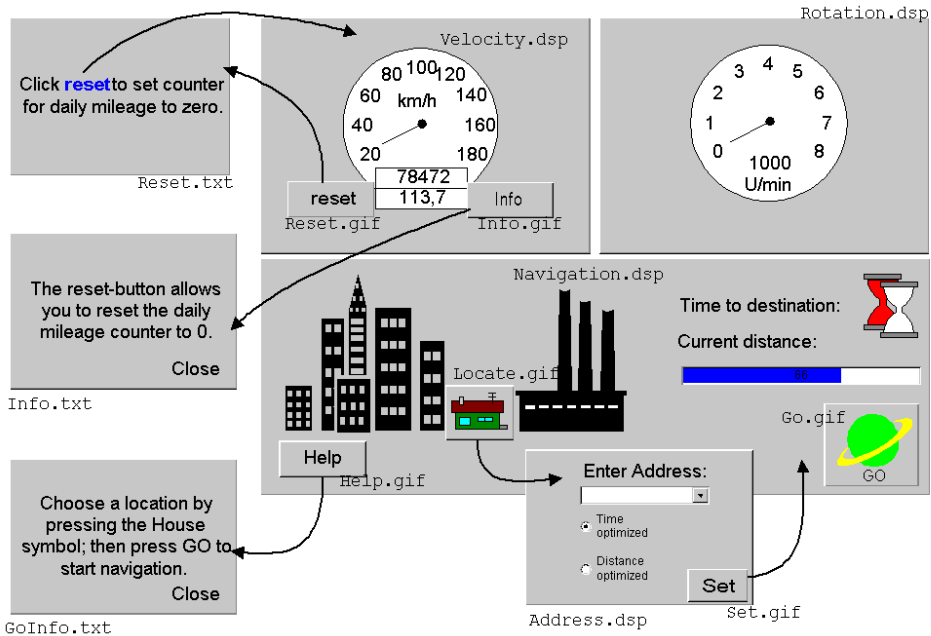 Rotation.dsp
Velocity.dsp
Click reset to set counter
for daily mileage to zero.
Reset.txt
80 100 120
60 140
km/h
40 160
20 180
78472
113,7
reset
Info
Reset.gif
Info.gif
4
3 5
2 6
1 7
0 8
1000
U/min
The reset-button allows
you to reset the daily
mileage counter to 0.
Close
Info.txt
Navigation.dsp
Time to destination:
Current distance:
66
Locate.gif
Go.gif
GO
Help
Help.gif
Enter Address:
Time
optimized
Distance
optimized
Set
Set.gif
Address.dsp
Choose a location by
pressing the House
symbol; then press GO to
start navigation.
Close
GoInfo.txt